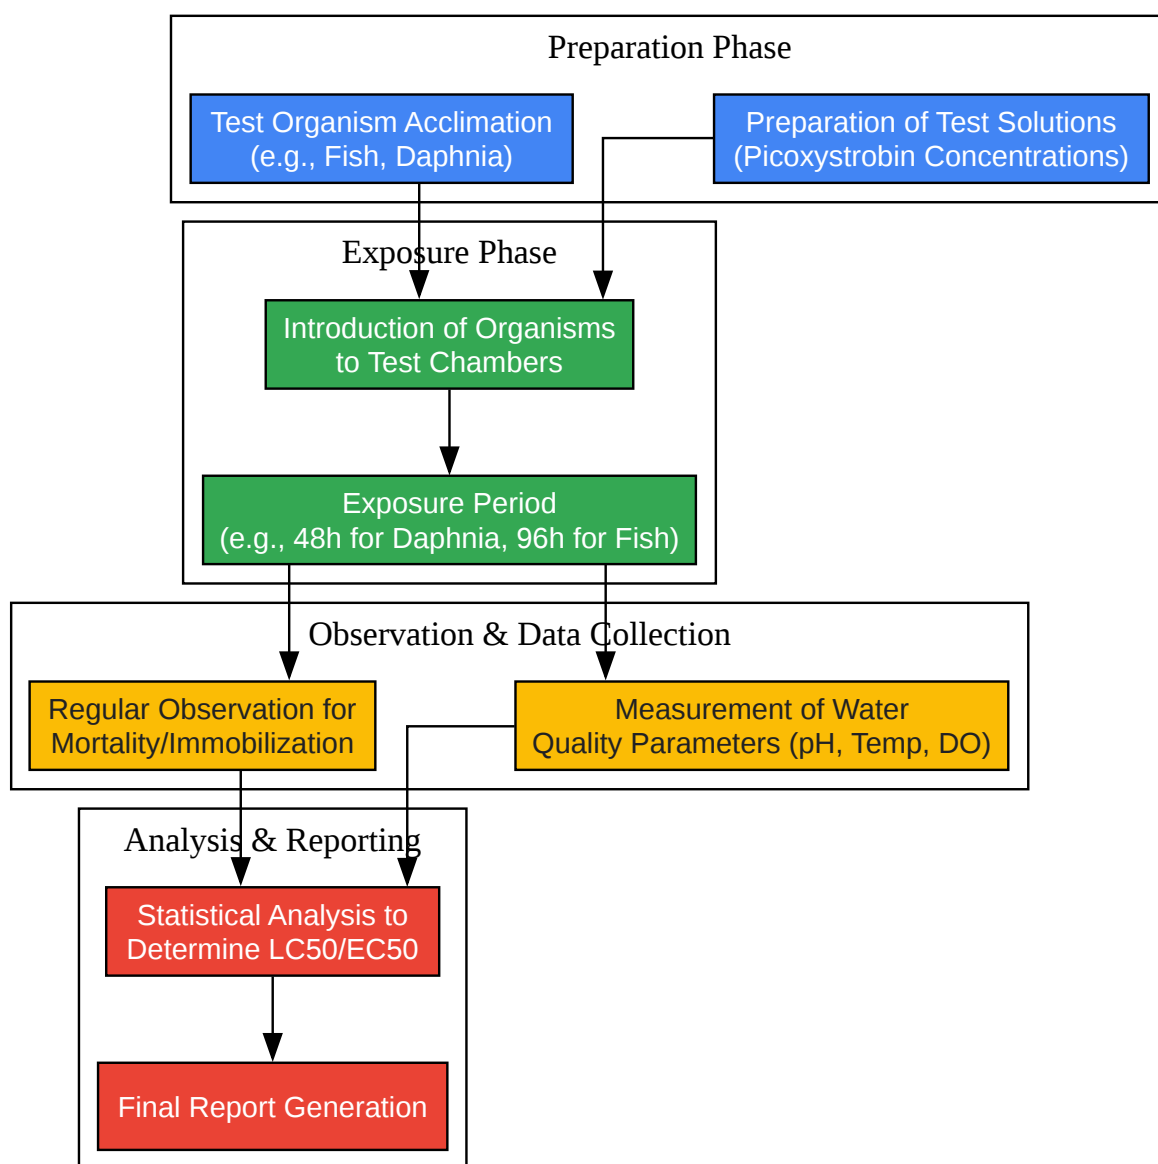 Preparation Phase
Test Organism Acclimation
(e.g., Fish, Daphnia)
Preparation of Test Solutions
(Picoxystrobin Concentrations)
Exposure Phase
Introduction of Organisms
to Test Chambers
Exposure Period
(e.g., 48h for Daphnia, 96h for Fish)
Observation & Data Collection
Regular Observation for
Mortality/Immobilization
Measurement of Water
Quality Parameters (pH, Temp, DO)
Analysis & Reporting
Statistical Analysis to
Determine LC50/EC50
Final Report Generation